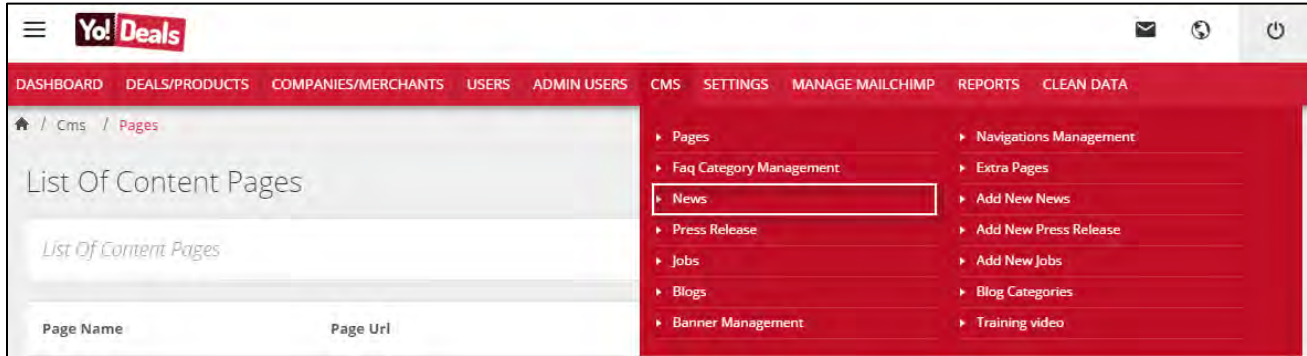 Yo! Deals
DASHBOARD DEALS/PRODUCTS COMPANIES/MERCHANTS USERS ADMIN USERS CMS SETTINGS MANAGE MAILCHIMP REPORTS CLEAN DATA
/ Cms / Pages
Pages
Navigations Management
Faq Category Management
Extra Pages
News
Add New News
Press Release
Add New Press Release
Jobs
Add New Jobs
Blogs
Blog Categories
Banner Management
Training video
List Of Content Pages
List Of Content Pages
Page Name Page Url